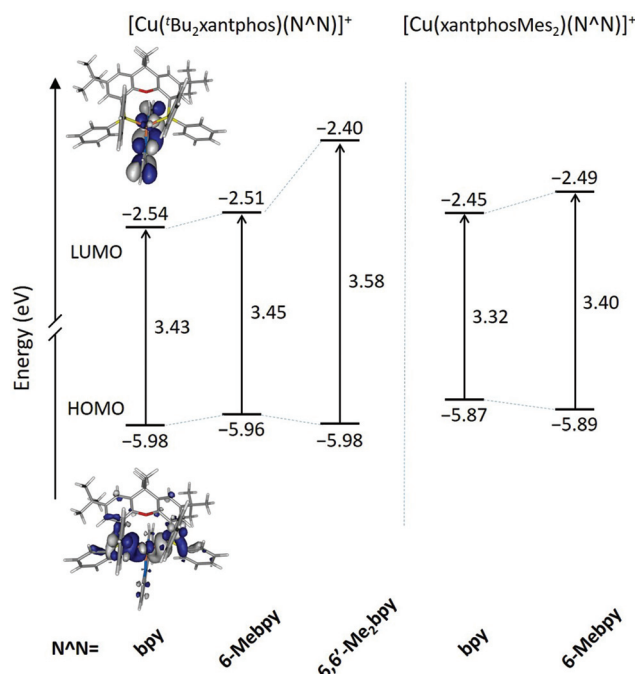 [Cu(ᵗBu₂xantphos)(N^N)]⁺
[Cu(xantphosMes₂)(N^N)]⁺
Energy (eV)
LUMO
HOMO
−2.54
−2.51
−2.40
−2.45
−2.49
3.43
3.45
3.58
3.32
3.40
−5.98
−5.96
−5.98
−5.87
−5.89
N^N=
bpy
6-Mebpy
6,6′-Me₂bpy
bpy
6-Mebpy